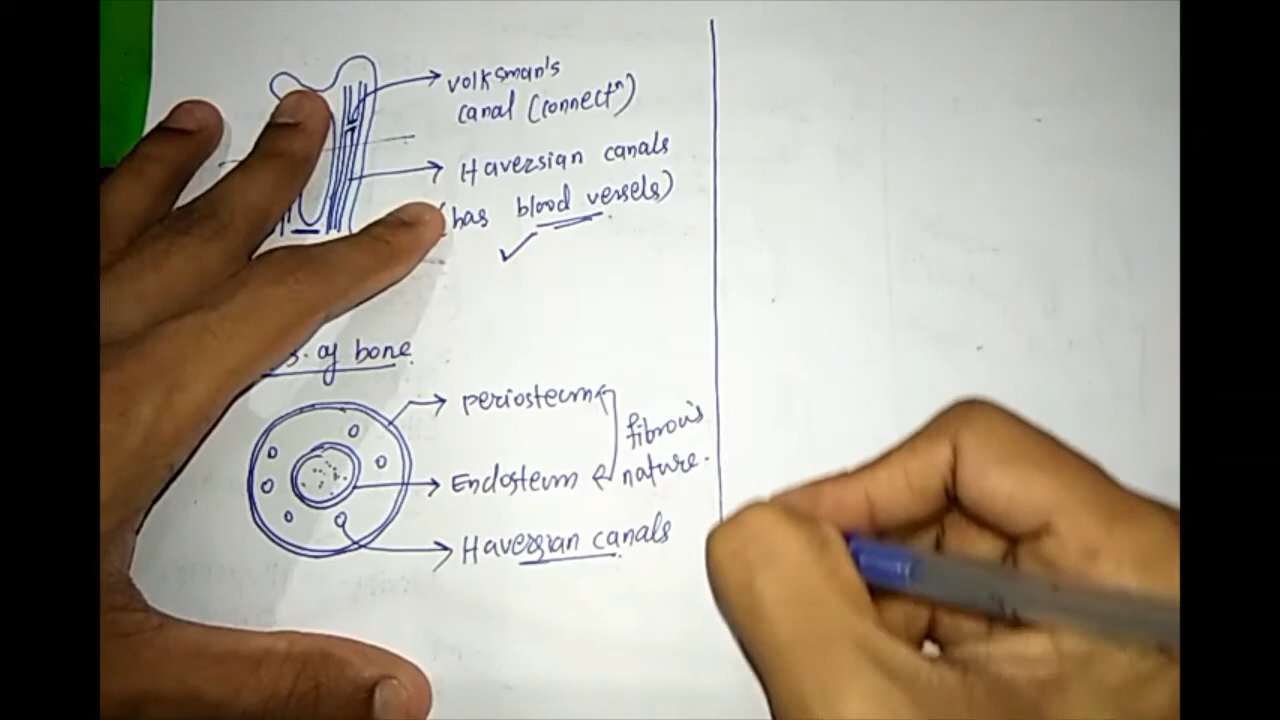 volksman's
canal (connectⁿ)
Haversian canals
(has blood vessels)
s. of bone
periosteum
fibrous
Endosteum
nature.
Haversian canals